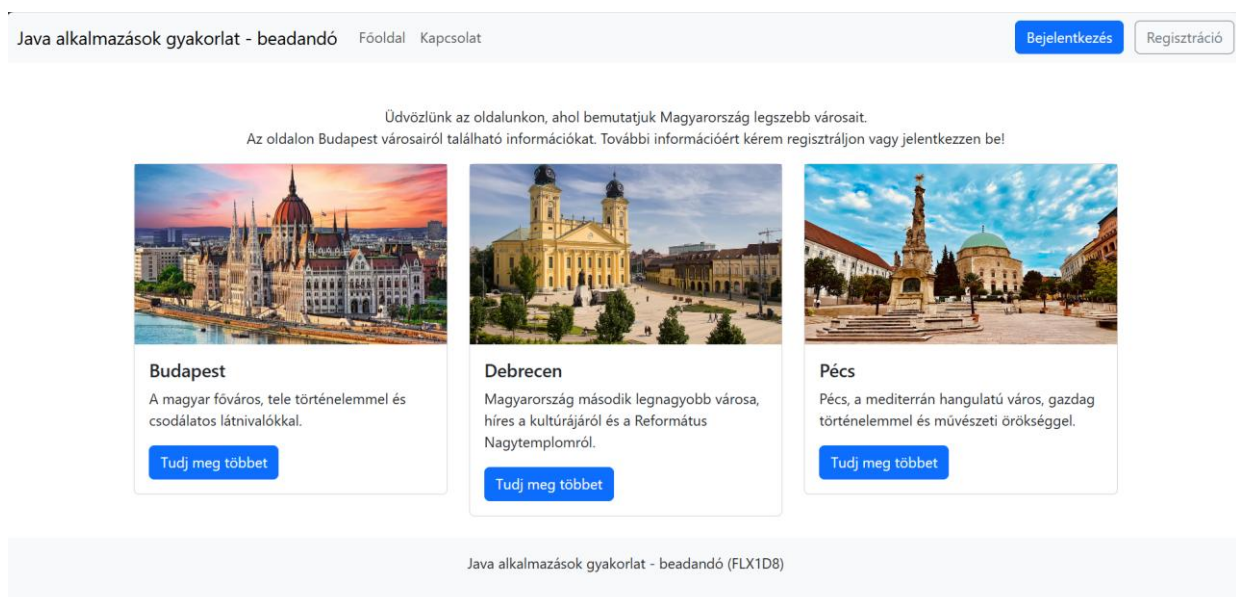 Java alkalmazások gyakorlat - beadandó Főoldal Kapcsolat Bejelentkezés Regisztráció
Üdvözlünk az oldalunkon, ahol bemutatjuk Magyarország legszebb városait.
Az oldalon Budapest városairól található információkat. További információért kérem regisztráljon vagy jelentkezzen be!
Budapest
A magyar főváros, tele történelemmel és
csodálatos látnivalókkal.
Tudj meg többet
Debrecen
Magyarország második legnagyobb városa,
híres a kultúrájáról és a Református
Nagytemplomról.
Tudj meg többet
Pécs
Pécs, a mediterrán hangulatú város, gazdag
történelemmel és művészeti örökséggel.
Tudj meg többet
Java alkalmazások gyakorlat - beadandó (FLX1D8)